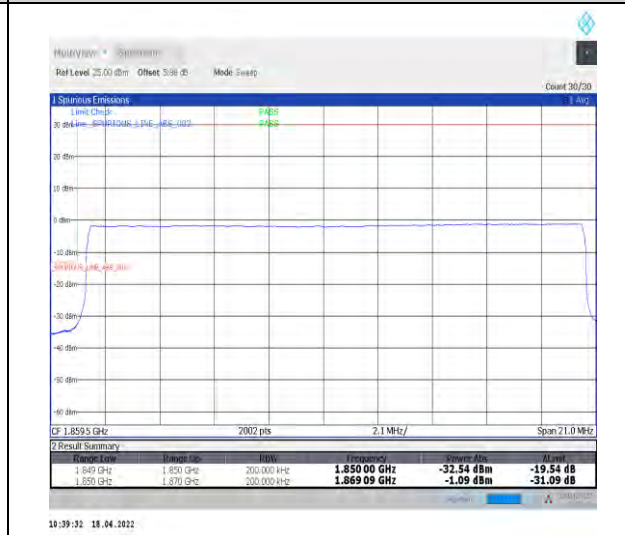 MultiView Spectrum
Ref Level 25.00 dBm Offset 5.98 dB Mode Sweep
Count 30/30
1 Spurious Emissions 1 Avg
Limit Check PASS
30 dBm Line _SPURIOUS_LINE_ABS_002 PASS
20 dBm
10 dBm
0 dBm
-10 dBm
_SPURIOUS_LINE_ABS_002
-20 dBm
-30 dBm
-40 dBm
-50 dBm
-60 dBm
CF 1.8595 GHz 2002 pts 2.1 MHz/ Span 21.0 MHz
2 Result Summary
Range Low Range Up RBW Frequency Power Abs ΔLimit
1.849 GHz 1.850 GHz 200.000 kHz 1.85000 GHz -32.54 dBm -19.54 dB
1.850 GHz 1.870 GHz 200.000 kHz 1.86909 GHz -1.09 dBm -31.09 dB
10:39:32 18.04.2022